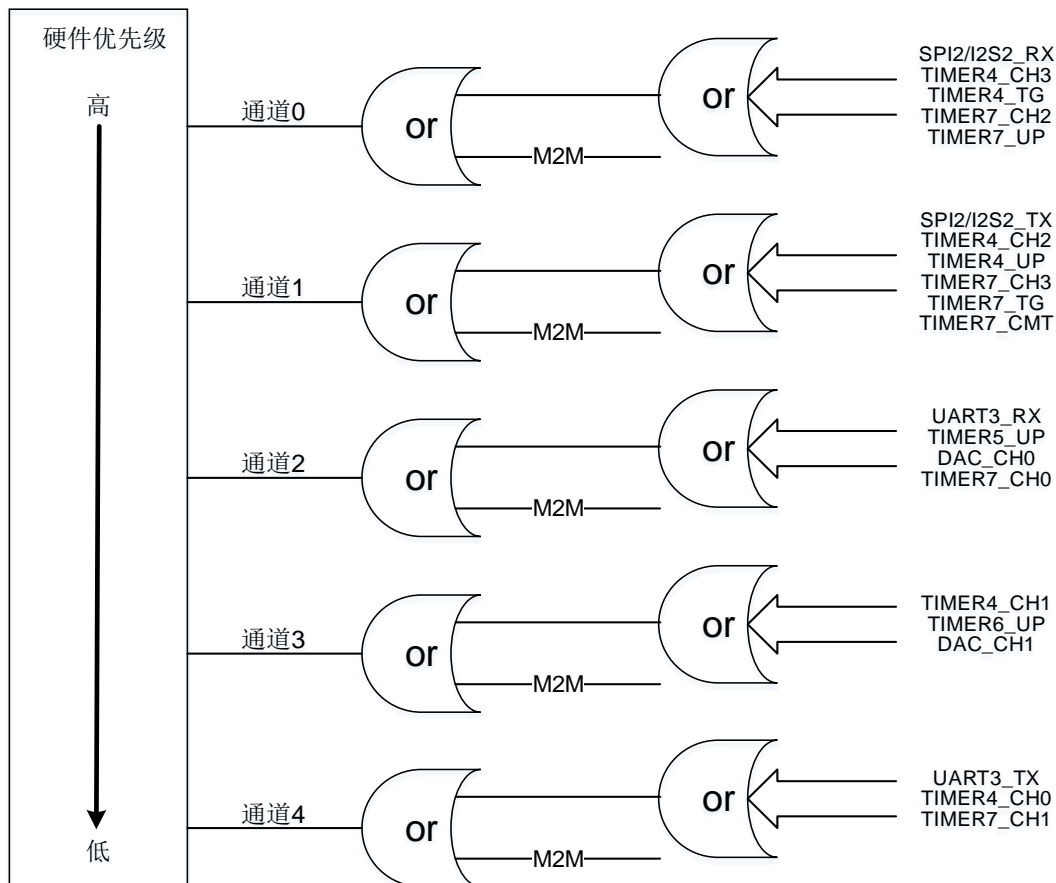 硬件优先级
高
低
通道0
or
M2M
or
SPI2/I2S2_RX
TIMER4_CH3
TIMER4_TG
TIMER7_CH2
TIMER7_UP
通道1
or
M2M
or
SPI2/I2S2_TX
TIMER4_CH2
TIMER4_UP
TIMER7_CH3
TIMER7_TG
TIMER7_CMT
通道2
or
M2M
or
UART3_RX
TIMER5_UP
DAC_CH0
TIMER7_CH0
通道3
or
M2M
or
TIMER4_CH1
TIMER6_UP
DAC_CH1
通道4
or
M2M
or
UART3_TX
TIMER4_CH0
TIMER7_CH1